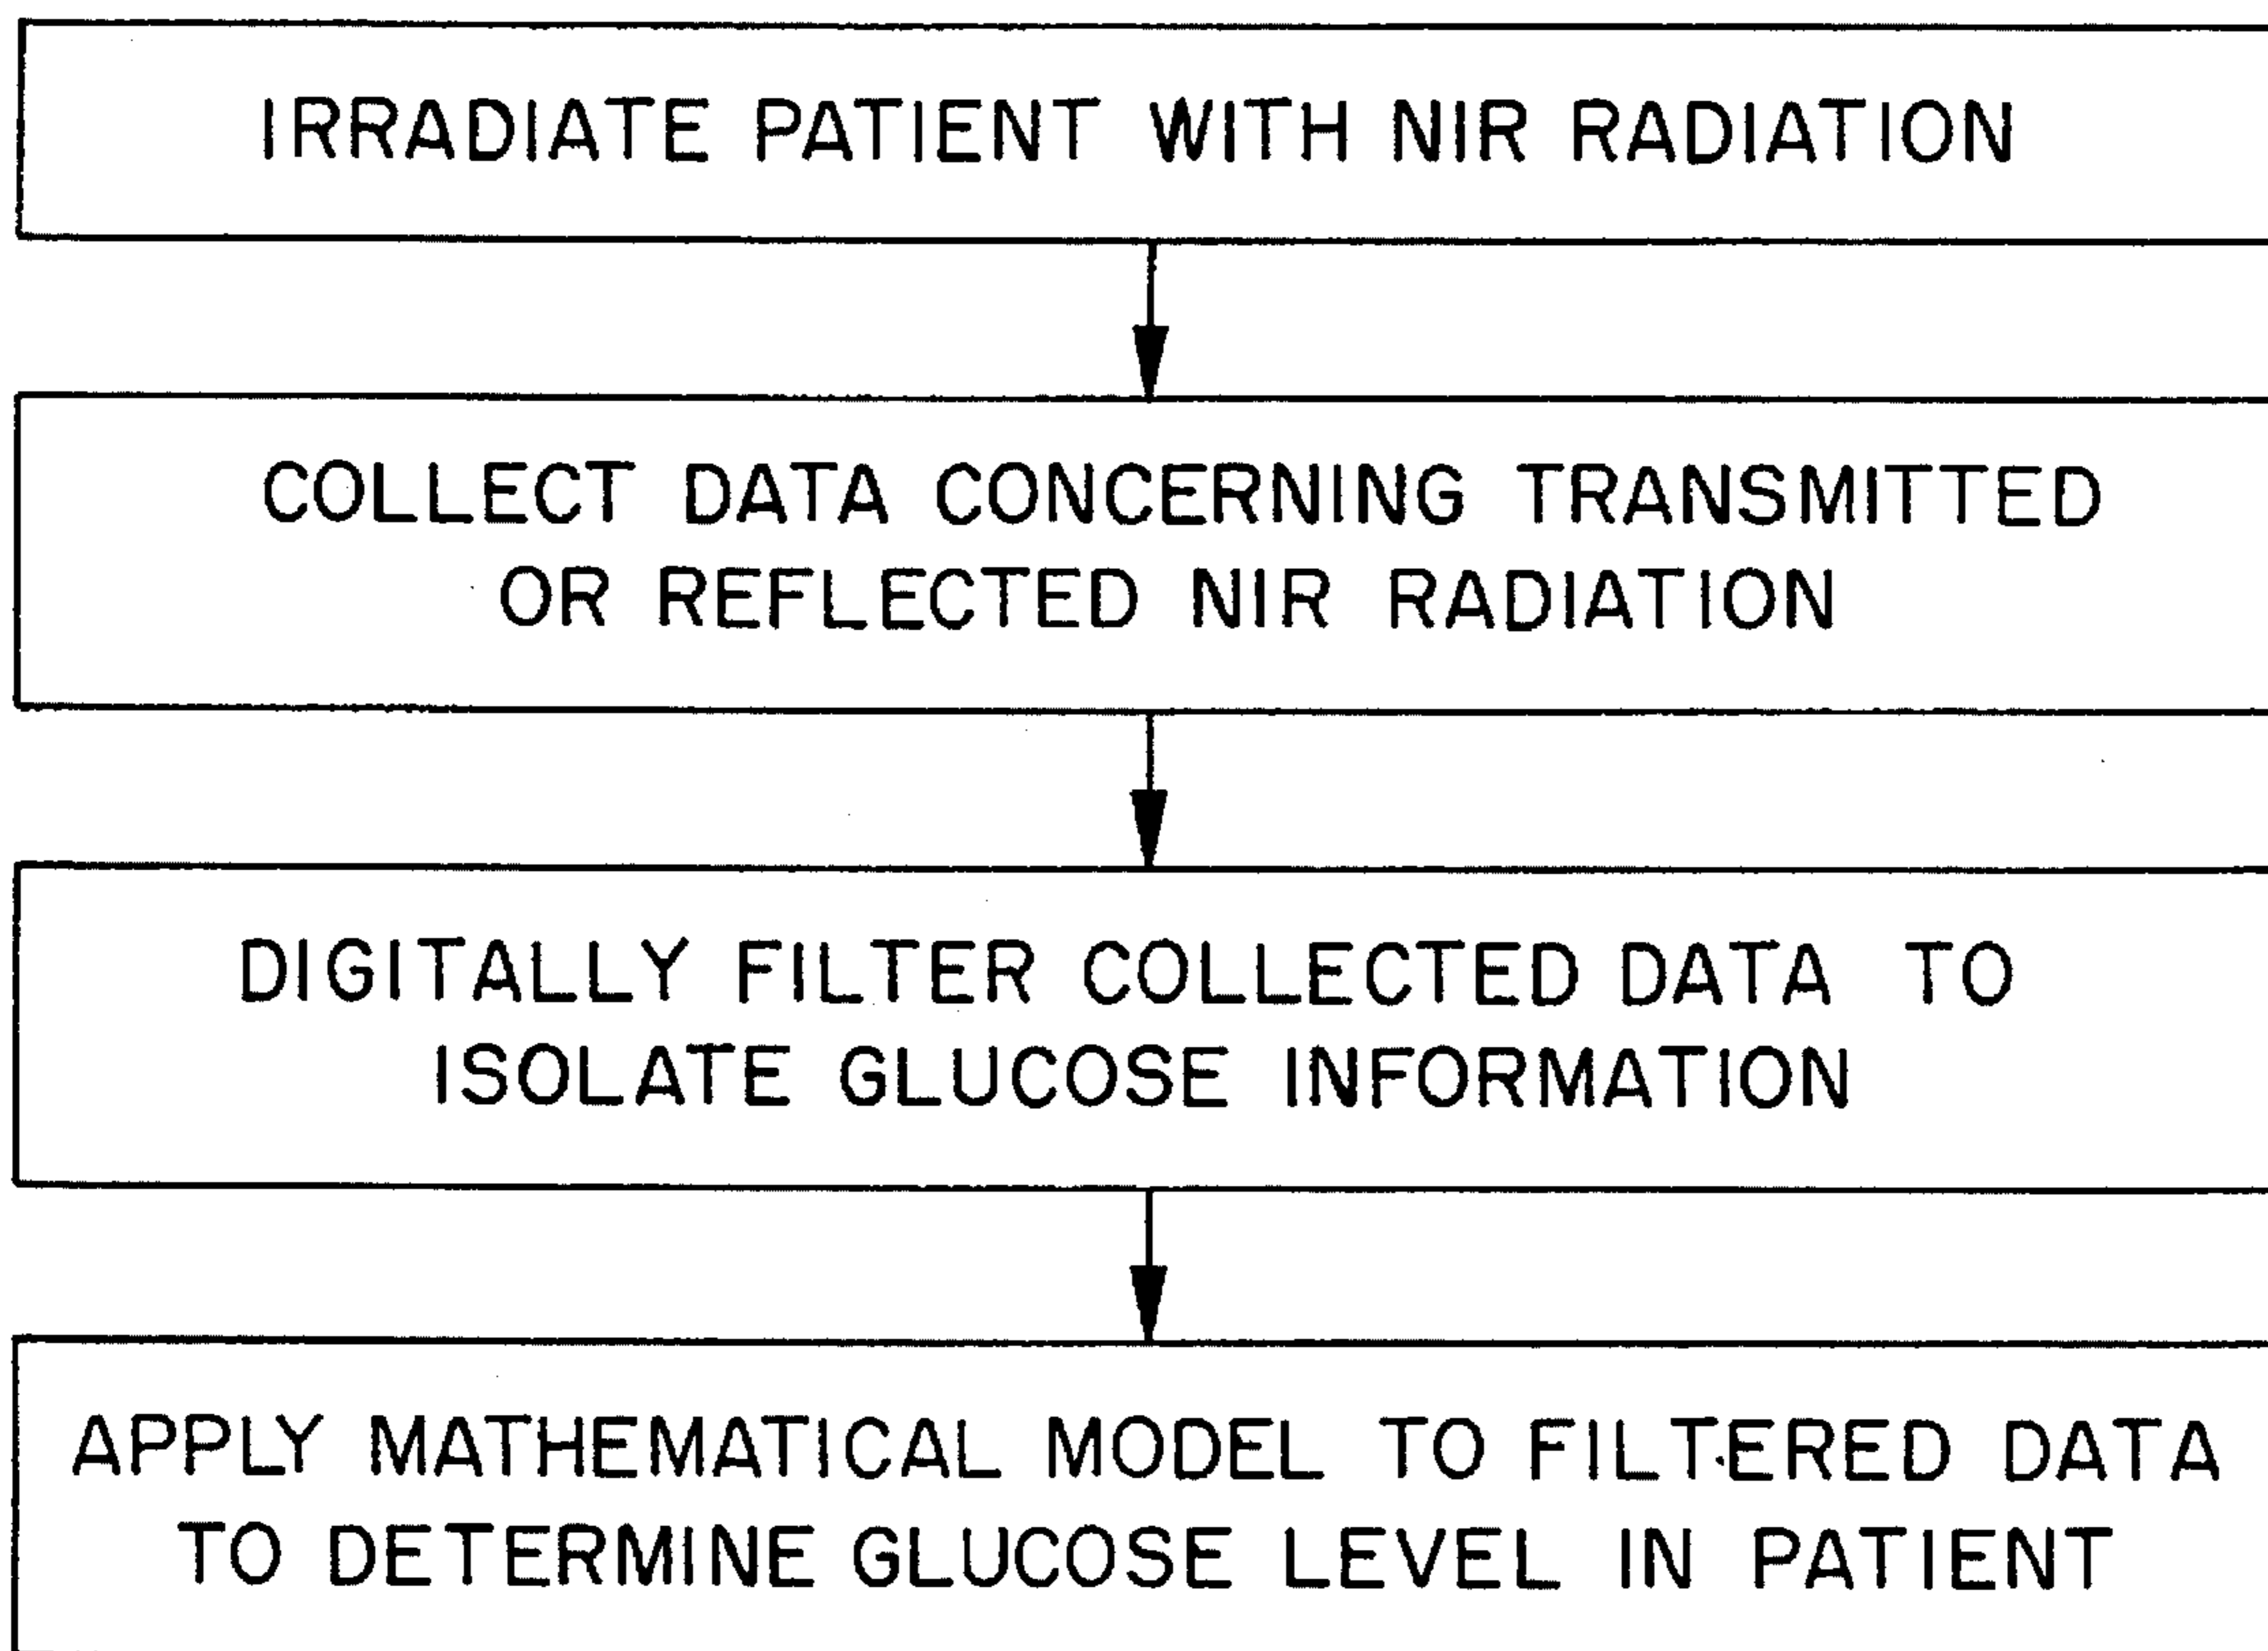 IRRADIATE PATIENT WITH NIR RADIATION
COLLECT DATA CONCERNING TRANSMITTED
OR REFLECTED NIR RADIATION
DIGITALLY FILTER COLLECTED DATA TO
ISOLATE GLUCOSE INFORMATION
APPLY MATHEMATICAL MODEL TO FILTERED DATA
TO DETERMINE GLUCOSE LEVEL IN PATIENT